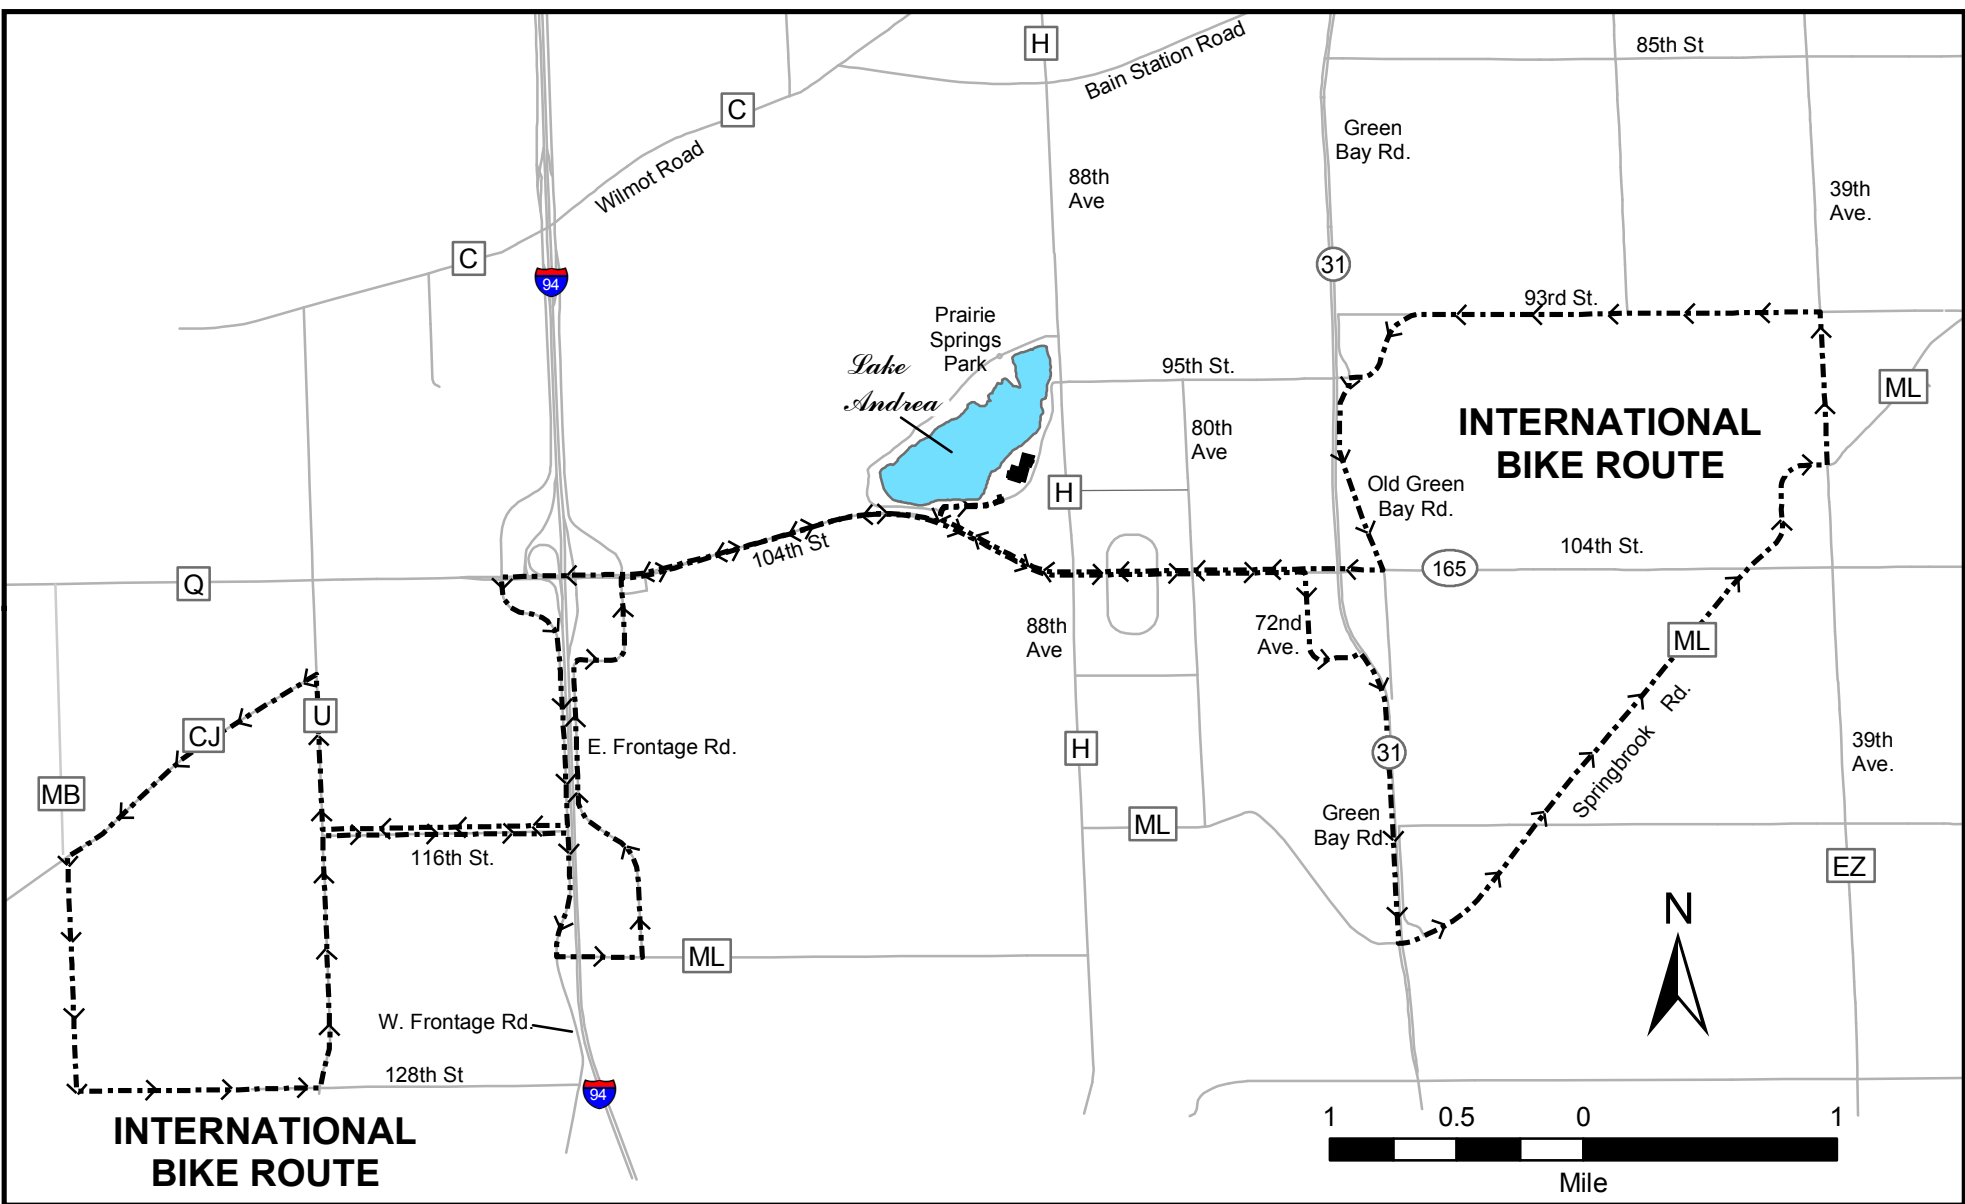 H
85th St
Bain Station Road
C
Green
Bay Rd.
Wilmot Road
88th
Ave
39th
Ave.
C
94
31
93rd St.
Prairie
Springs
Park
Lake
Andrea
95th St.
ML
INTERNATIONAL
BIKE ROUTE
80th
Ave
H
Old Green
Bay Rd.
104th St
104th St.
165
Q
88th
Ave
72nd
Ave.
ML
U
CJ
E. Frontage Rd.
H
31
Springbrook Rd.
39th
Ave.
MB
Green
Bay Rd.
ML
116th St.
EZ
N
ML
W. Frontage Rd.
128th St
94
INTERNATIONAL
BIKE ROUTE
1 0.5 0 1
Mile